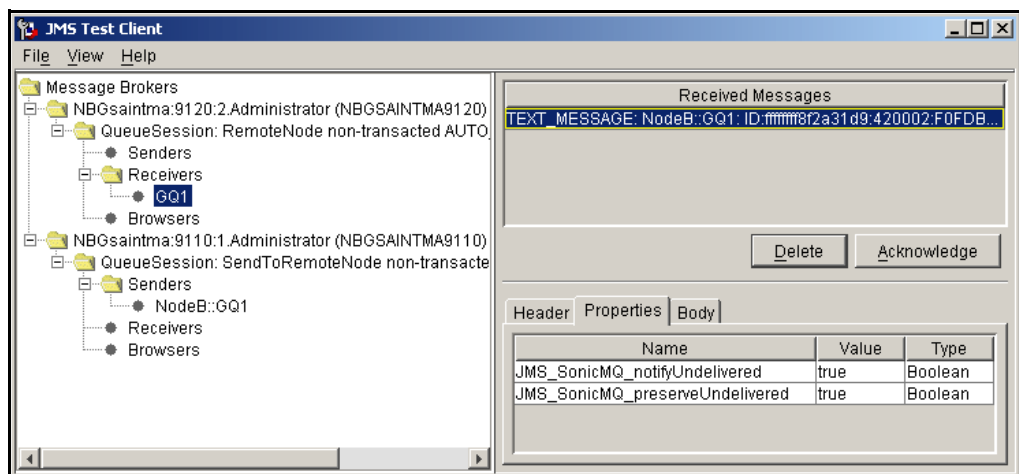 JMS Test Client
File View Help
Message Brokers
NBGsaintma:9120:2.Administrator (NBGSAINTMA9120)
QueueSession: RemoteNode non-transacted AUTO_
Senders
Receivers
GQ1
Browsers
NBGsaintma:9110:1.Administrator (NBGSAINTMA9110)
QueueSession: SendToRemoteNode non-transacte
Senders
NodeB::GQ1
Receivers
Browsers
Received Messages
TEXT_MESSAGE: NodeB::GQ1: ID:ffffffff8f2a31d9:420002:F0FDB...
Delete Acknowledge
Header Properties Body
Name Value Type
JMS_SonicMQ_notifyUndelivered true Boolean
JMS_SonicMQ_preserveUndelivered true Boolean